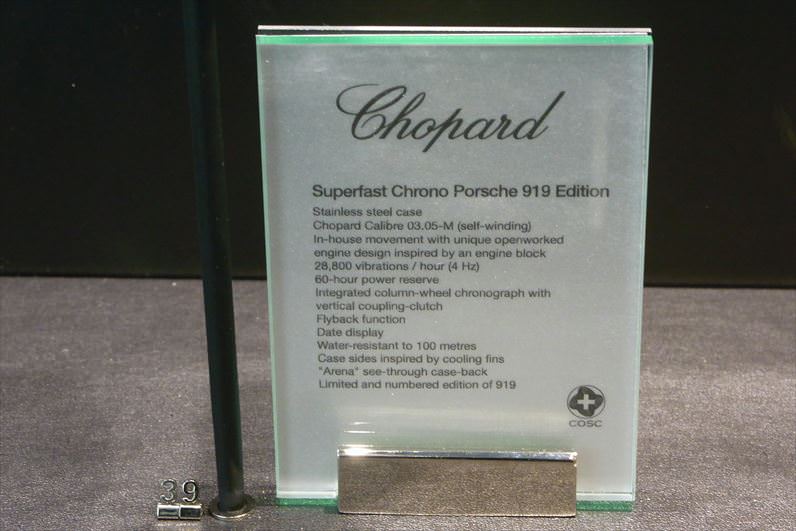 Chopard
Superfast Chrono Porsche 919 Edition
Stainless steel case
Chopard Calibre 03.05-M (self-winding)
In-house movement with unique openworked
engine design inspired by an engine block
28,800 vibrations / hour (4 Hz)
60-hour power reserve
Integrated column-wheel chronograph with
vertical coupling-clutch
Flyback function
Date display
Water-resistant to 100 metres
Case sides inspired by cooling fins
"Arena" see-through case-back
Limited and numbered edition of 919
COSC
39